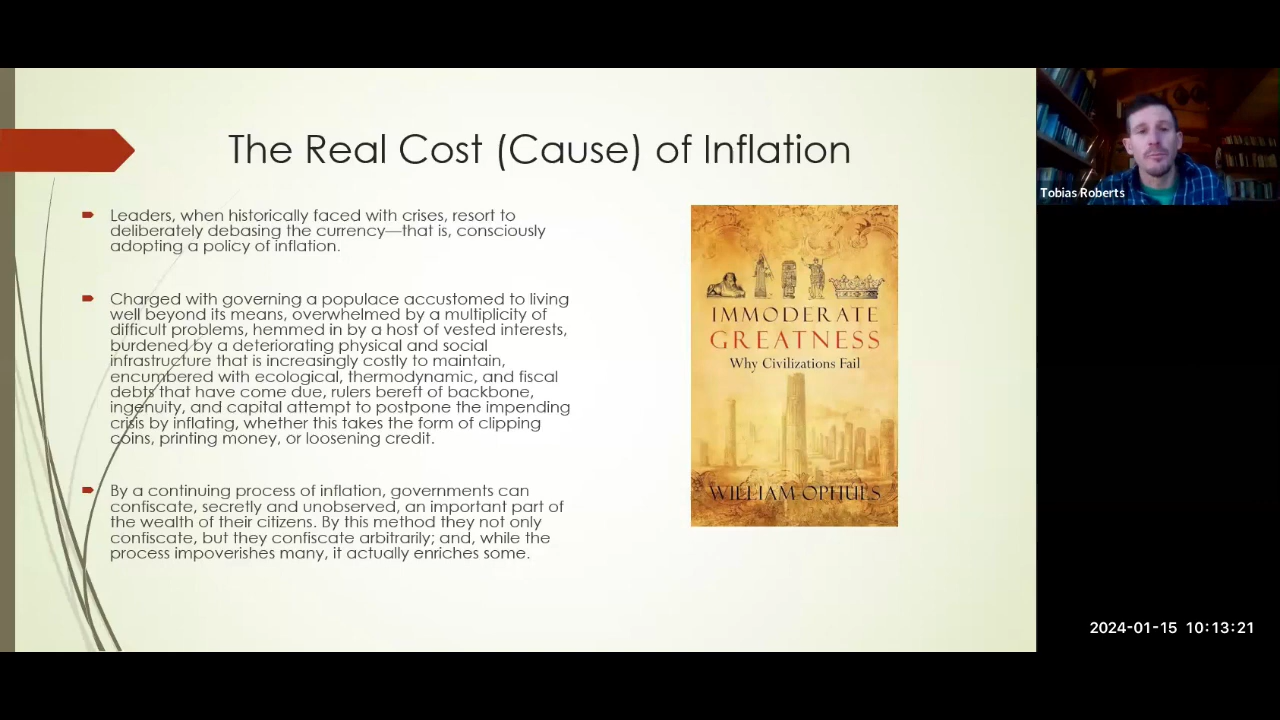 The Real Cost (Cause) of Inflation
Leaders, when historically faced with crises, resort to
deliberately debasing the currency—that is, consciously
adopting a policy of inflation.
Charged with governing a populace accustomed to living
well beyond its means, overwhelmed by a multiplicity of
difficult problems, hemmed in by a host of vested interests,
burdened by a deteriorating physical and social
infrastructure that is increasingly costly to maintain,
encumbered with ecological, thermodynamic, and fiscal
debts that have come due, rulers bereft of backbone,
ingenuity, and capital attempt to postpone the impending
crisis by inflating, whether this takes the form of clipping
coins, printing money, or loosening credit.
By a continuing process of inflation, governments can
confiscate, secretly and unobserved, an important part of
the wealth of their citizens. By this method they not only
confiscate, but they confiscate arbitrarily; and, while the
process impoverishes many, it actually enriches some.
IMMODERATE
GREATNESS
Why Civilizations Fail
WILLIAM OPHULS
Tobias Roberts
2024-01-15 10:13:21